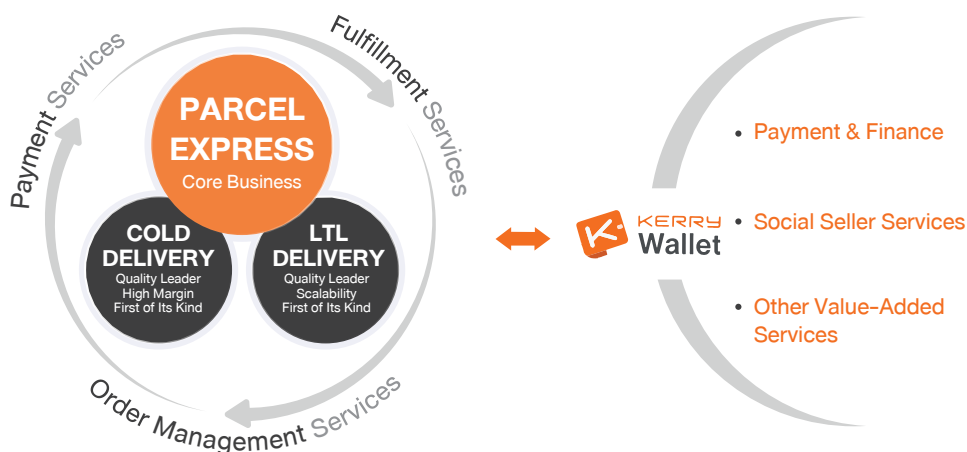 Payment Services
Fulfillment Services
PARCEL
EXPRESS
Core Business
COLD
DELIVERY
Quality Leader
High Margin
First of Its Kind
LTL
DELIVERY
Quality Leader
Scalability
First of Its Kind
Order Management Services
KERRY
Wallet
• Payment & Finance
• Social Seller Services
• Other Value-Added
Services